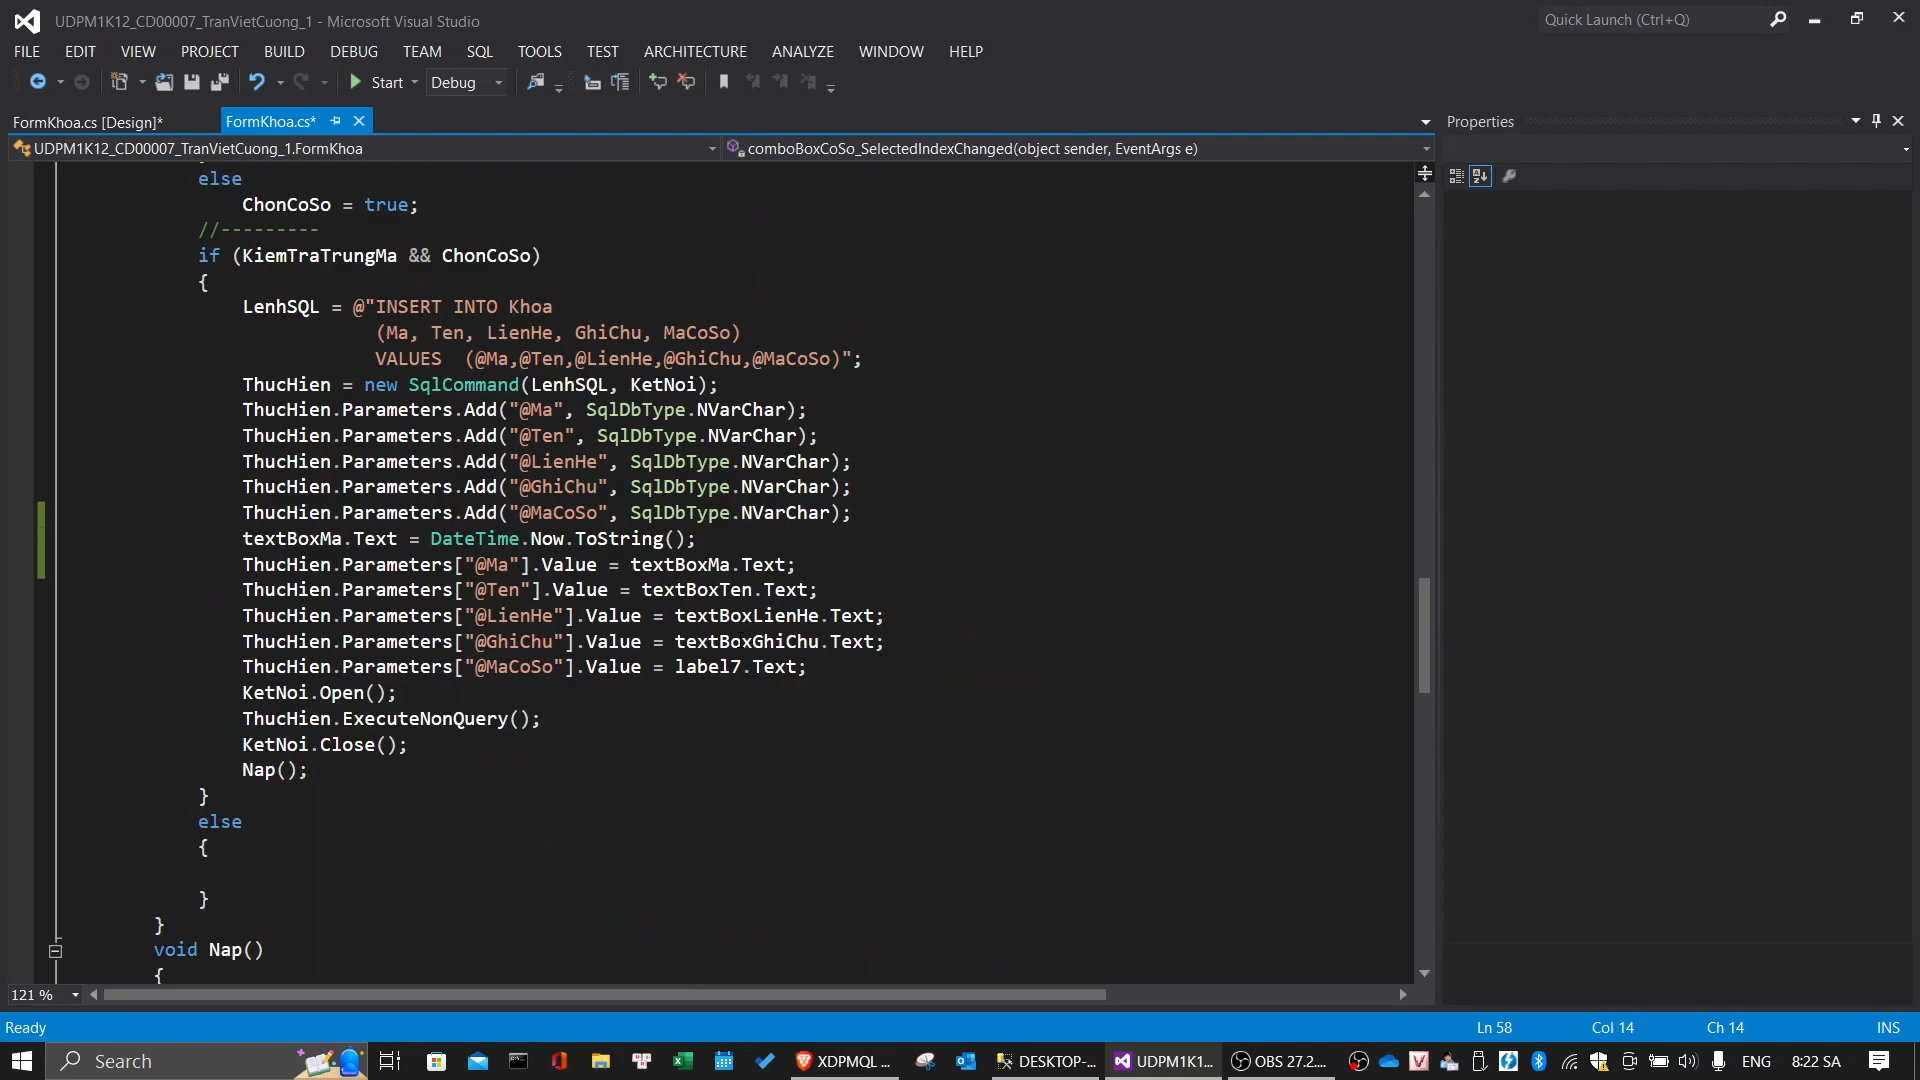 UDPM1K12_CD00007_TranVietCuong_1 - Microsoft Visual Studio
Quick Launch (Ctrl+Q)
FILE EDIT VIEW PROJECT BUILD DEBUG TEAM SQL TOOLS TEST ARCHITECTURE ANALYZE WINDOW HELP
Start Debug
FormKhoa.cs [Design]* FormKhoa.cs*
Properties
UDPM1K12_CD00007_TranVietCuong_1.FormKhoa
comboBoxCoSo_SelectedIndexChanged(object sender, EventArgs e)
else
ChonCoSo = true;
//---------
if (KiemTraTrungMa && ChonCoSo)
{
LenhSQL = @"INSERT INTO Khoa
(Ma, Ten, LienHe, GhiChu, MaCoSo)
VALUES  (@Ma,@Ten,@LienHe,@GhiChu,@MaCoSo)";
ThucHien = new SqlCommand(LenhSQL, KetNoi);
ThucHien.Parameters.Add("@Ma", SqlDbType.NVarChar);
ThucHien.Parameters.Add("@Ten", SqlDbType.NVarChar);
ThucHien.Parameters.Add("@LienHe", SqlDbType.NVarChar);
ThucHien.Parameters.Add("@GhiChu", SqlDbType.NVarChar);
ThucHien.Parameters.Add("@MaCoSo", SqlDbType.NVarChar);
textBoxMa.Text = DateTime.Now.ToString();
ThucHien.Parameters["@Ma"].Value = textBoxMa.Text;
ThucHien.Parameters["@Ten"].Value = textBoxTen.Text;
ThucHien.Parameters["@LienHe"].Value = textBoxLienHe.Text;
ThucHien.Parameters["@GhiChu"].Value = textBoxGhiChu.Text;
ThucHien.Parameters["@MaCoSo"].Value = label7.Text;
KetNoi.Open();
ThucHien.ExecuteNonQuery();
KetNoi.Close();
Nap();
}
else
{
}
}
void Nap()
{
121 %
Ready
Ln 58 Col 14 Ch 14 INS
Search
XDPMQL ...
DESKTOP-...
UDPM1K1...
OBS 27.2....
ENG
8:22 SA